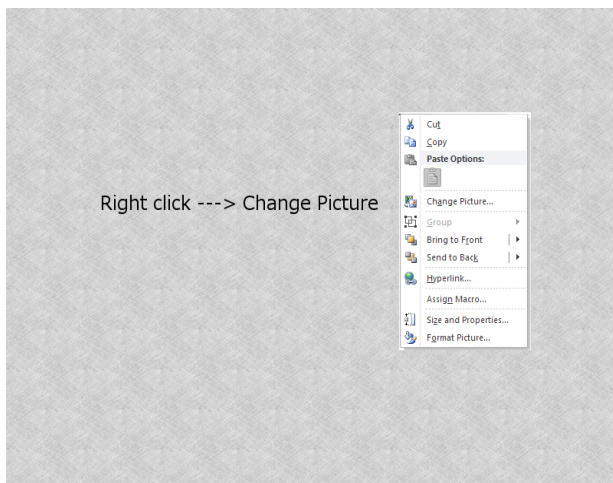 Right click ---> Change Picture
Cut
Copy
Paste Options:
Change Picture...
Group
Bring to Front
Send to Back
Hyperlink...
Assign Macro...
Size and Properties...
Format Picture...